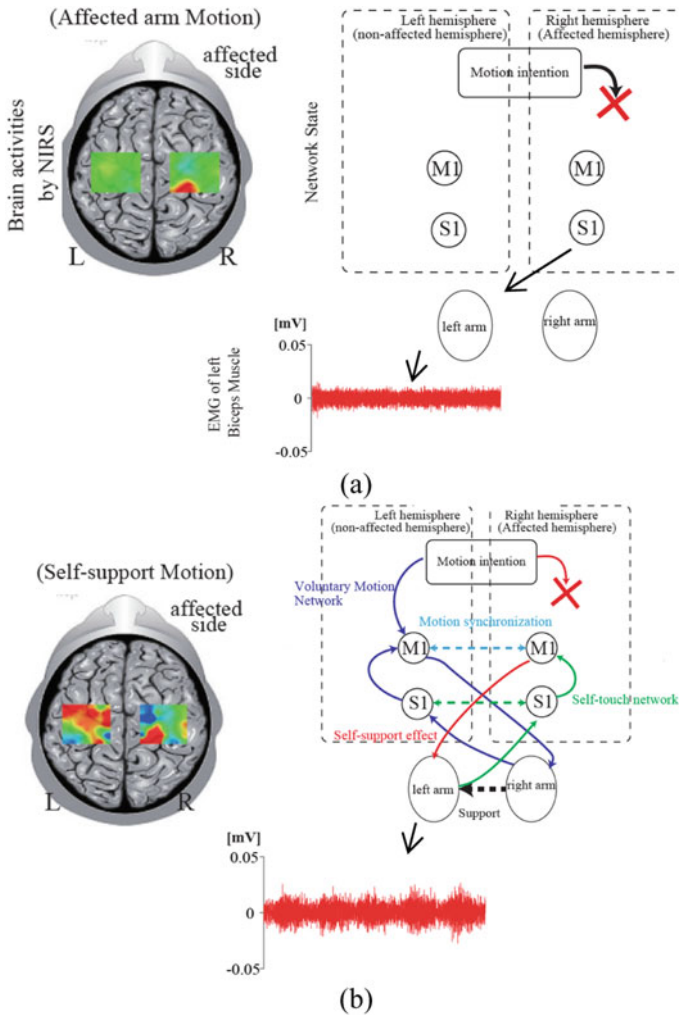 (Affected arm Motion)
affected
side
Brain activities
by NIRS
L
R
Left hemisphere
(non-affected hemisphere)
Right hemisphere
(Affected hemisphere)
Motion intention
Network State
M1
M1
S1
S1
left arm
right arm
[mV]
0.05
0
-0.05
EMG of left
Biceps Muscle
(a)
(Self-support Motion)
affected
side
L
R
Left hemisphere
(non-affected hemisphere)
Right hemisphere
(Affected hemisphere)
Motion intention
Voluntary Motion
Network
Motion synchronization
M1
M1
S1
S1
Self-touch network
Self-support effect
left arm
right arm
Support
[mV]
0.05
0
-0.05
(b)